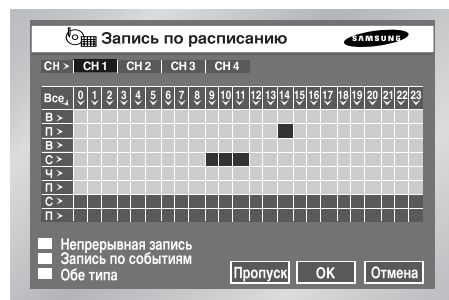 Запись по расписанию
SAMSUNG
CH > CH 1 CH 2 CH 3 CH 4
Все 0 1 2 3 4 5 6 7 8 9 10 11 12 13 14 15 16 17 18 19 20 21 22 23
В >
П >
В >
С >
Ч >
П >
С >
П >
Непрерывная запись
Запись по событиям
Обе типа
Пропуск OK Отмена